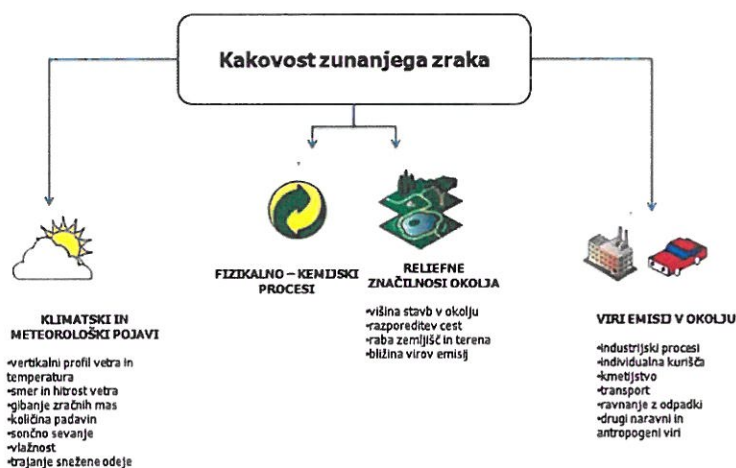 Kakovost zunanjega zraka
KLIMATSKI IN
METEOROLOŠKI POJAVI
•vertikalni profil vetra in
temperatura
•smer in hitrost vetra
•gibanje zračnih mas
•količina padavin
•sončno sevanje
•vlažnost
•trajanje snežene odeje
FIZIKALNO – KEMIJSKI
PROCESI
RELIEFNE
ZNAČILNOSI OKOLJA
•višina stavb v okolju
•razporeditev cest
•raba zemljišč in terena
•bližina virov emisij
VIRI EMISIJ V OKOLJU
•industrijski procesi
•individualna kurišča
•kmetijstvo
•transport
•ravnanje z odpadki
•drugi naravni in
antropogeni viri